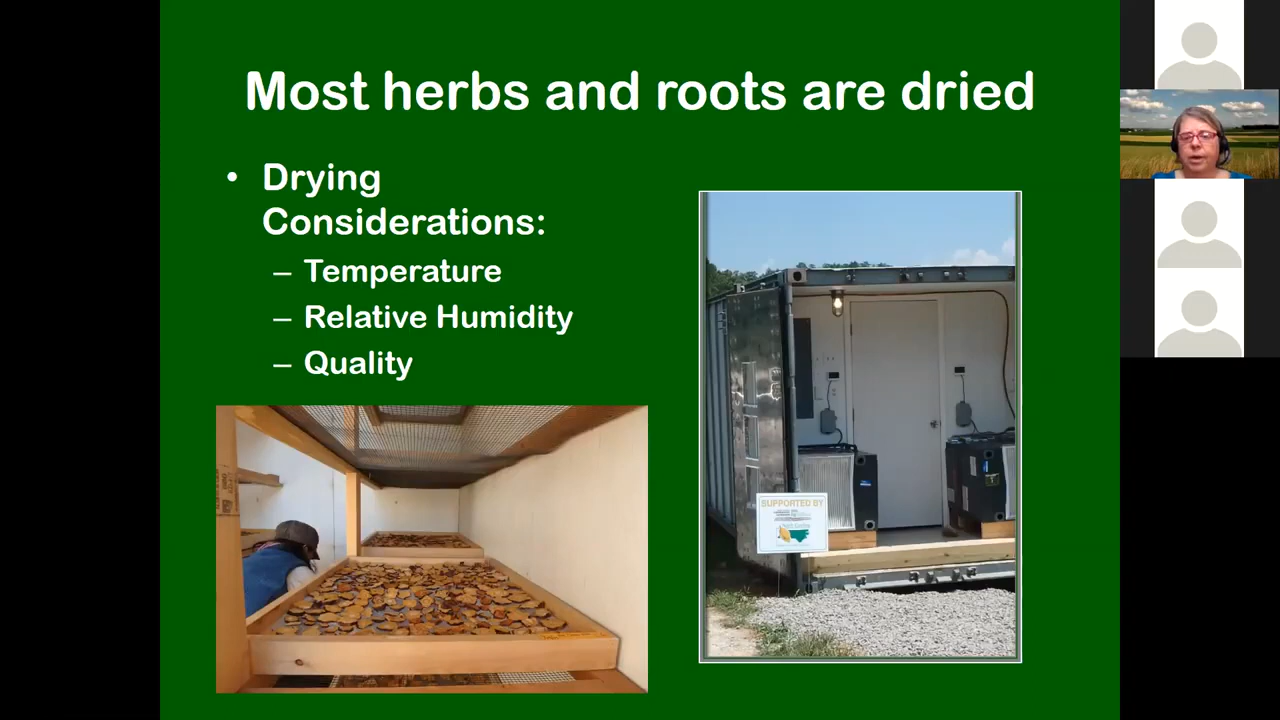 Most herbs and roots are dried
• Drying
Considerations:
– Temperature
– Relative Humidity
– Quality
SUPPORTED BY